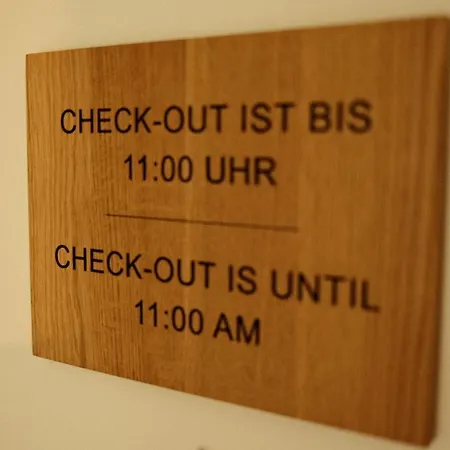 CHECK-OUT IST BIS
11:00 UHR
CHECK-OUT IS UNTIL
11:00 AM